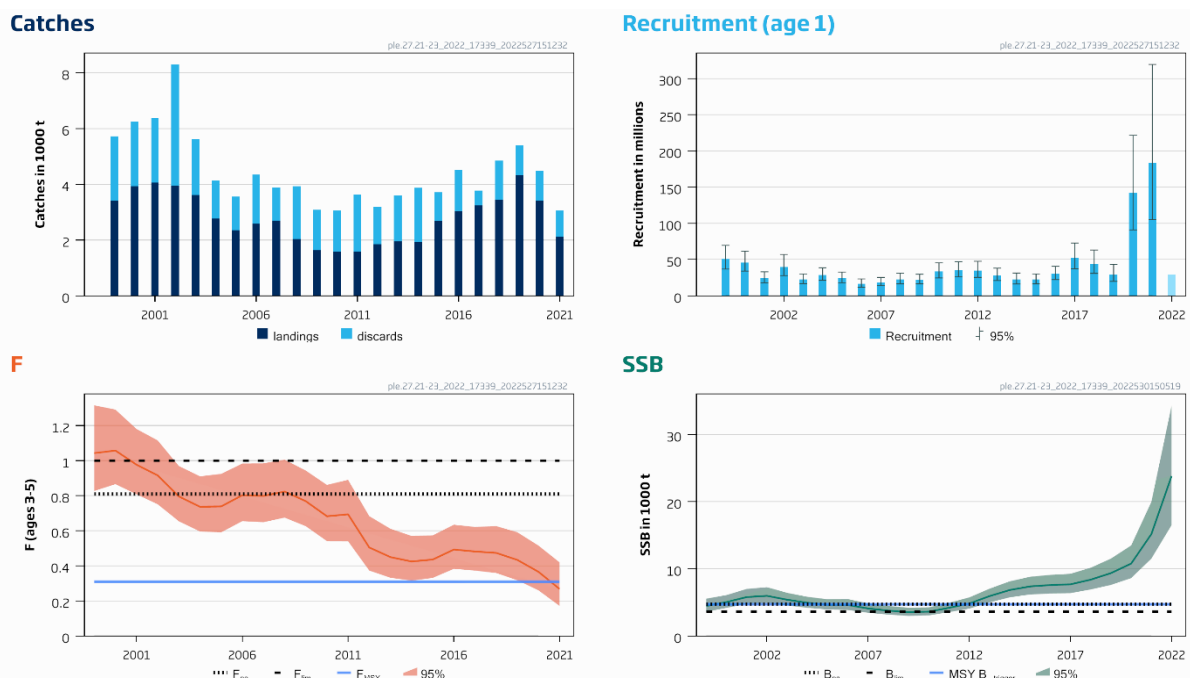 Catches
ple.27.21-23_2022_17339_2022527151232
Catches in 1000 t
8
6
4
2
0
2001
2006
2011
2016
2021
landings discards
Recruitment (age 1)
ple.27.21-23_2022_17339_2022527151232
Recruitment in millions
300
250
200
150
100
50
0
2002
2007
2012
2017
2022
Recruitment 95%
F
ple.27.21-23_2022_17339_2022527151232
F (ages 3-5)
1.2
1
0.8
0.6
0.4
0.2
0
2001
2006
2011
2016
2021
F F FMSY 95%
SSB
ple.27.21-23_2022_17339_2022530150519
SSB in 1000 t
30
20
10
0
2002
2007
2012
2017
2022
B B MSY B trigger 95%